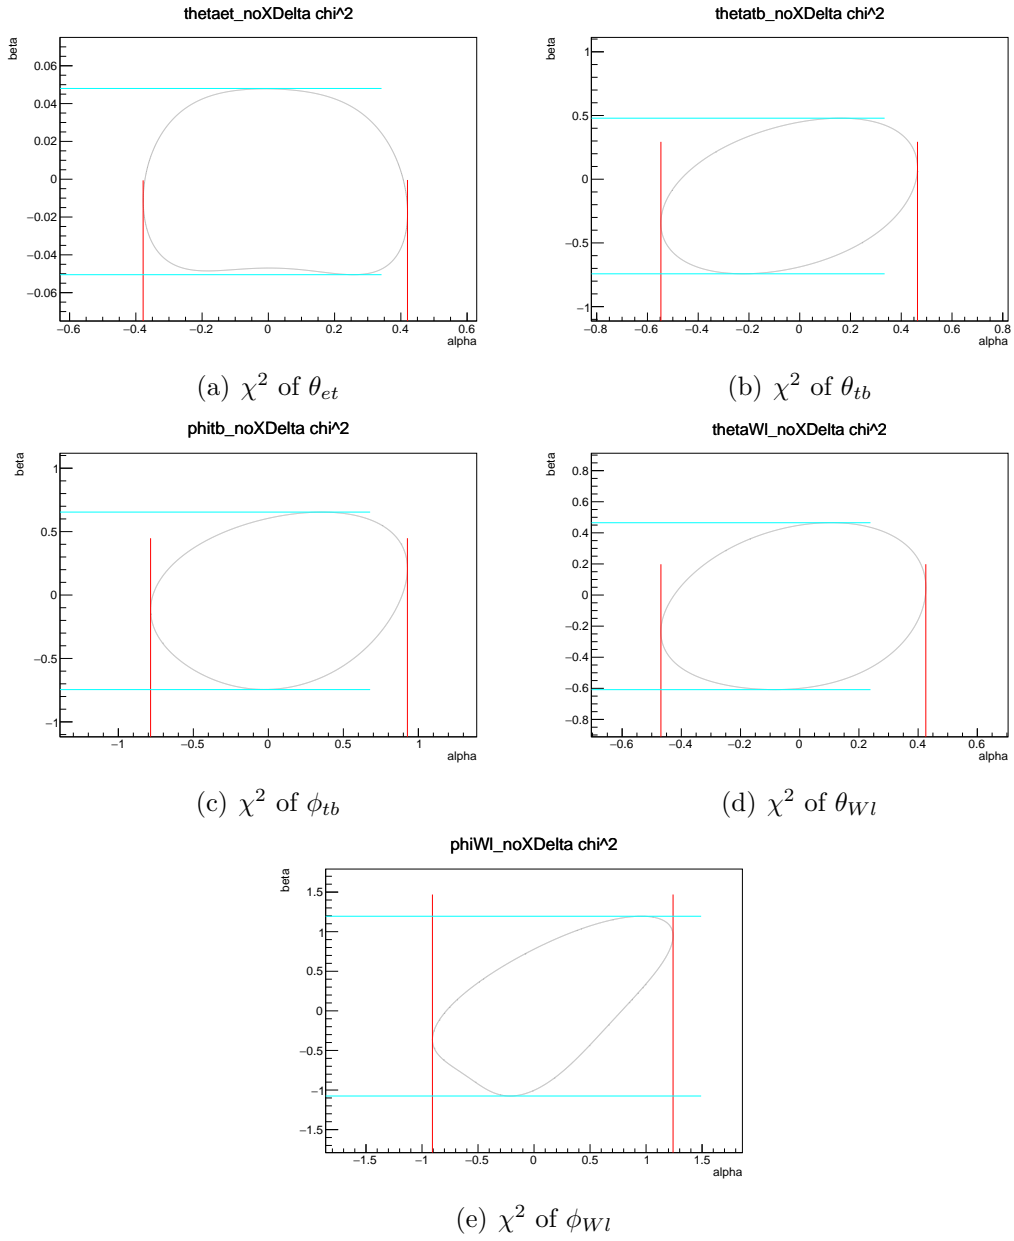 thetaet_noXDelta chi^2
beta
0.06
0.04
0.02
0
−0.02
−0.04
−0.06
−0.6 −0.4 −0.2 0 0.2 0.4 0.6
alpha
(a) χ² of θ_et
thetatb_noXDelta chi^2
beta
1
0.5
0
−0.5
−1
−0.8 −0.6 −0.4 −0.2 0 0.2 0.4 0.6 0.8
alpha
(b) χ² of θ_tb
phitb_noXDelta chi^2
beta
1
0.5
0
−0.5
−1
−1 −0.5 0 0.5 1
alpha
(c) χ² of ϕ_tb
thetaWl_noXDelta chi^2
beta
0.8
0.6
0.4
0.2
0
−0.2
−0.4
−0.6
−0.8
−0.6 −0.4 −0.2 0 0.2 0.4 0.6
alpha
(d) χ² of θ_Wl
phiWl_noXDelta chi^2
beta
1.5
1
0.5
0
−0.5
−1
−1.5
−1.5 −1 −0.5 0 0.5 1 1.5
alpha
(e) χ² of ϕ_Wl